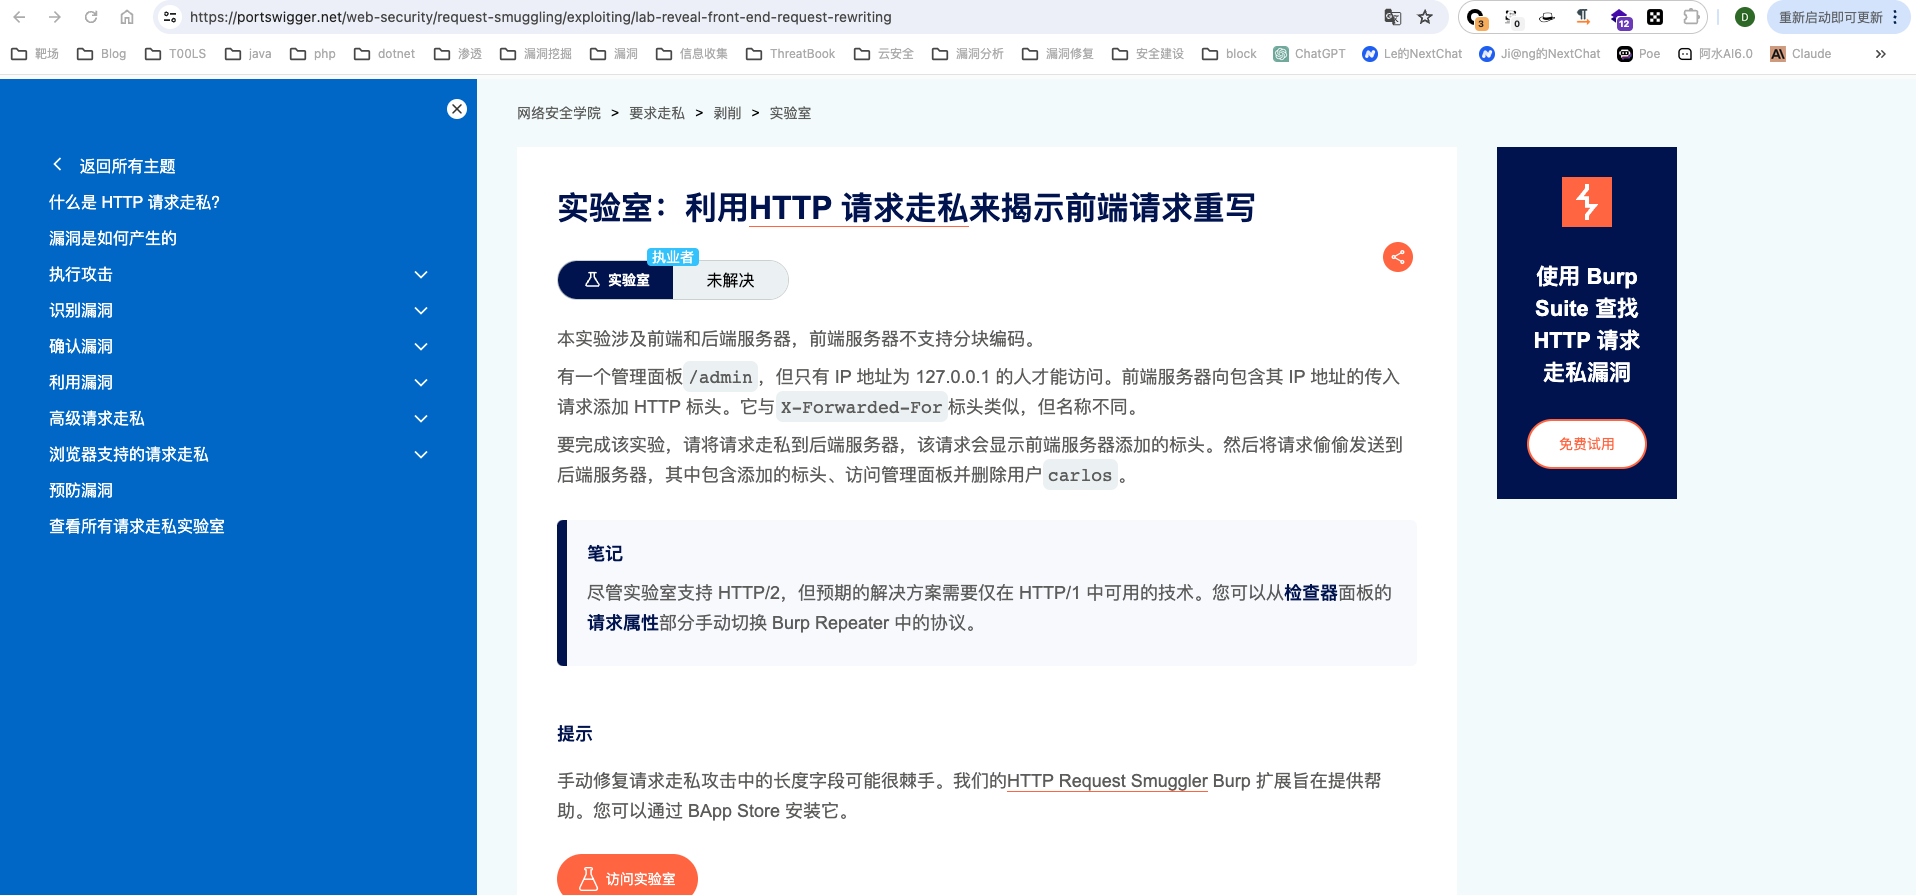 https://portswigger.net/web-security/request-smuggling/exploiting/lab-reveal-front-end-request-rewriting
3
0
12
D
重新启动即可更新
靶场
Blog
T00LS
java
php
dotnet
渗透
漏洞挖掘
漏洞
信息收集
ThreatBook
云安全
漏洞分析
漏洞修复
安全建设
block
ChatGPT
Le的NextChat
Ji@ng的NextChat
Poe
阿水AI6.0
Claude
返回所有主题
什么是 HTTP 请求走私?
漏洞是如何产生的
执行攻击
识别漏洞
确认漏洞
利用漏洞
高级请求走私
浏览器支持的请求走私
预防漏洞
查看所有请求走私实验室
网络安全学院 > 要求走私 > 剥削 > 实验室
实验室：利用HTTP 请求走私来揭示前端请求重写
执业者
实验室
未解决
本实验涉及前端和后端服务器，前端服务器不支持分块编码。
有一个管理面板/admin，但只有 IP 地址为 127.0.0.1 的人才能访问。前端服务器向包含其 IP 地址的传入
请求添加 HTTP 标头。它与X-Forwarded-For标头类似，但名称不同。
要完成该实验，请将请求走私到后端服务器，该请求会显示前端服务器添加的标头。然后将请求偷偷发送到
后端服务器，其中包含添加的标头、访问管理面板并删除用户carlos。
笔记
尽管实验室支持 HTTP/2，但预期的解决方案需要仅在 HTTP/1 中可用的技术。您可以从检查器面板的
请求属性部分手动切换 Burp Repeater 中的协议。
提示
手动修复请求走私攻击中的长度字段可能很棘手。我们的HTTP Request Smuggler Burp 扩展旨在提供帮
助。您可以通过 BApp Store 安装它。
访问实验室
使用 Burp
Suite 查找
HTTP 请求
走私漏洞
免费试用